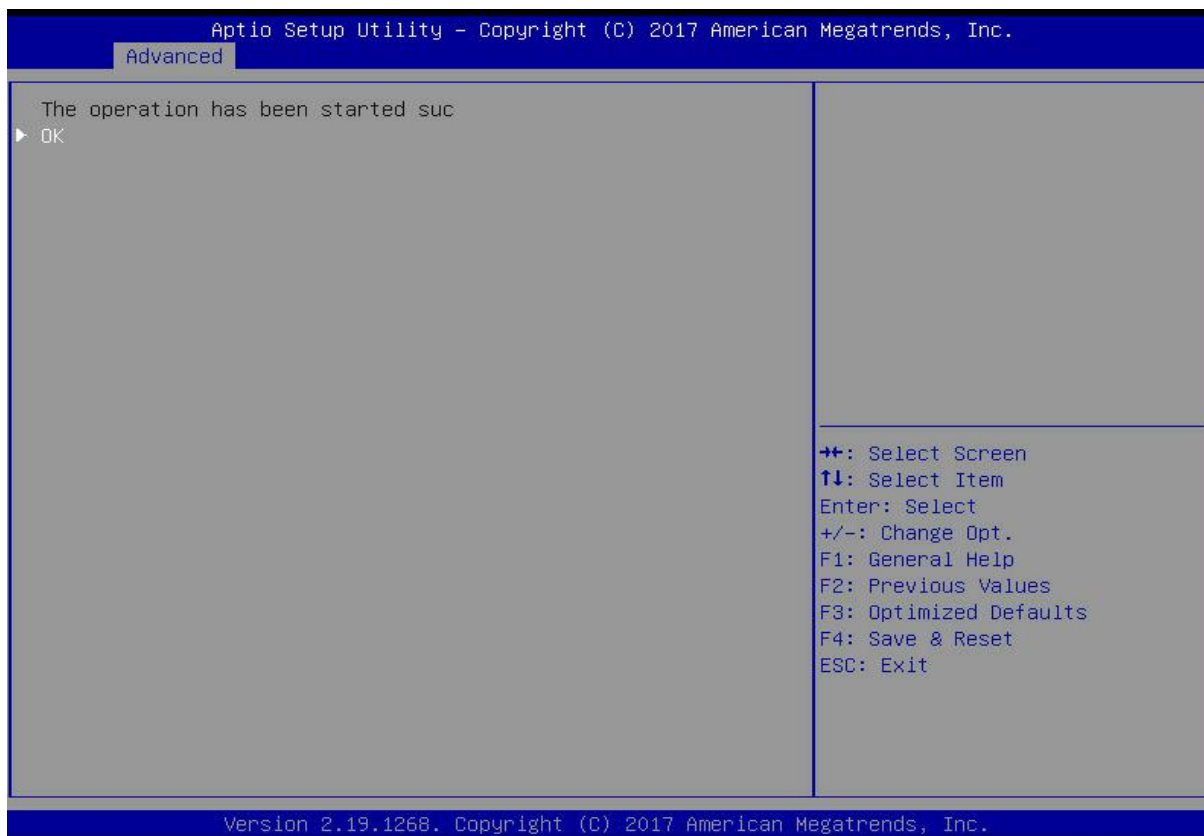 Aptio Setup Utility – Copyright (C) 2017 American Megatrends, Inc.
Advanced
The operation has been started suc
► OK
→←: Select Screen
↑↓: Select Item
Enter: Select
+/-: Change Opt.
F1: General Help
F2: Previous Values
F3: Optimized Defaults
F4: Save & Reset
ESC: Exit
Version 2.19.1268. Copyright (C) 2017 American Megatrends, Inc.